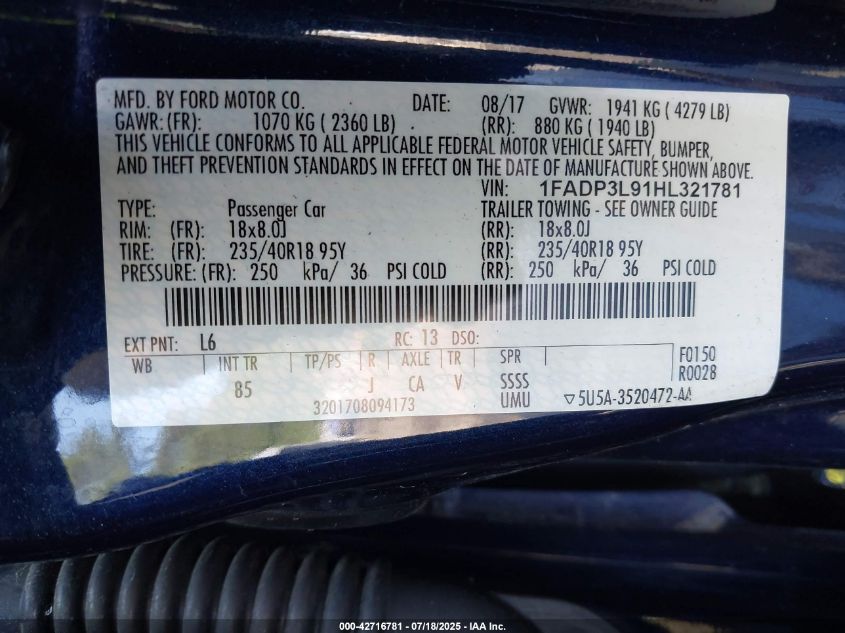 MFD. BY FORD MOTOR CO. DATE: 08/17 GVWR: 1941 KG ( 4279 LB)
GAWR:(FR): 1070 KG ( 2360 LB) (RR): 880 KG ( 1940 LB)
THIS VEHICLE CONFORMS TO ALL APPLICABLE FEDERAL MOTOR VEHICLE SAFETY, BUMPER,
AND THEFT PREVENTION STANDARDS IN EFFECT ON THE DATE OF MANUFACTURE SHOWN ABOVE.
VIN: 1FADP3L91HL321781
TYPE: Passenger Car TRAILER TOWING - SEE OWNER GUIDE
RIM: (FR): 18x8.0J (RR): 18x8.0J
TIRE: (FR): 235/40R18 95Y (RR): 235/40R18 95Y
PRESSURE: (FR): 250 kPa/ 36 PSI COLD (RR): 250 kPa/ 36 PSI COLD
EXT PNT: L6 RC: 13 DSO:
WB INT TR TP/PS R AXLE TR SPR F0150
85 J CA V SSSS R0028
3201708094173 UMU ▽5U5A-3520472-AA
000-42716781 - 07/18/2025 - IAA Inc.